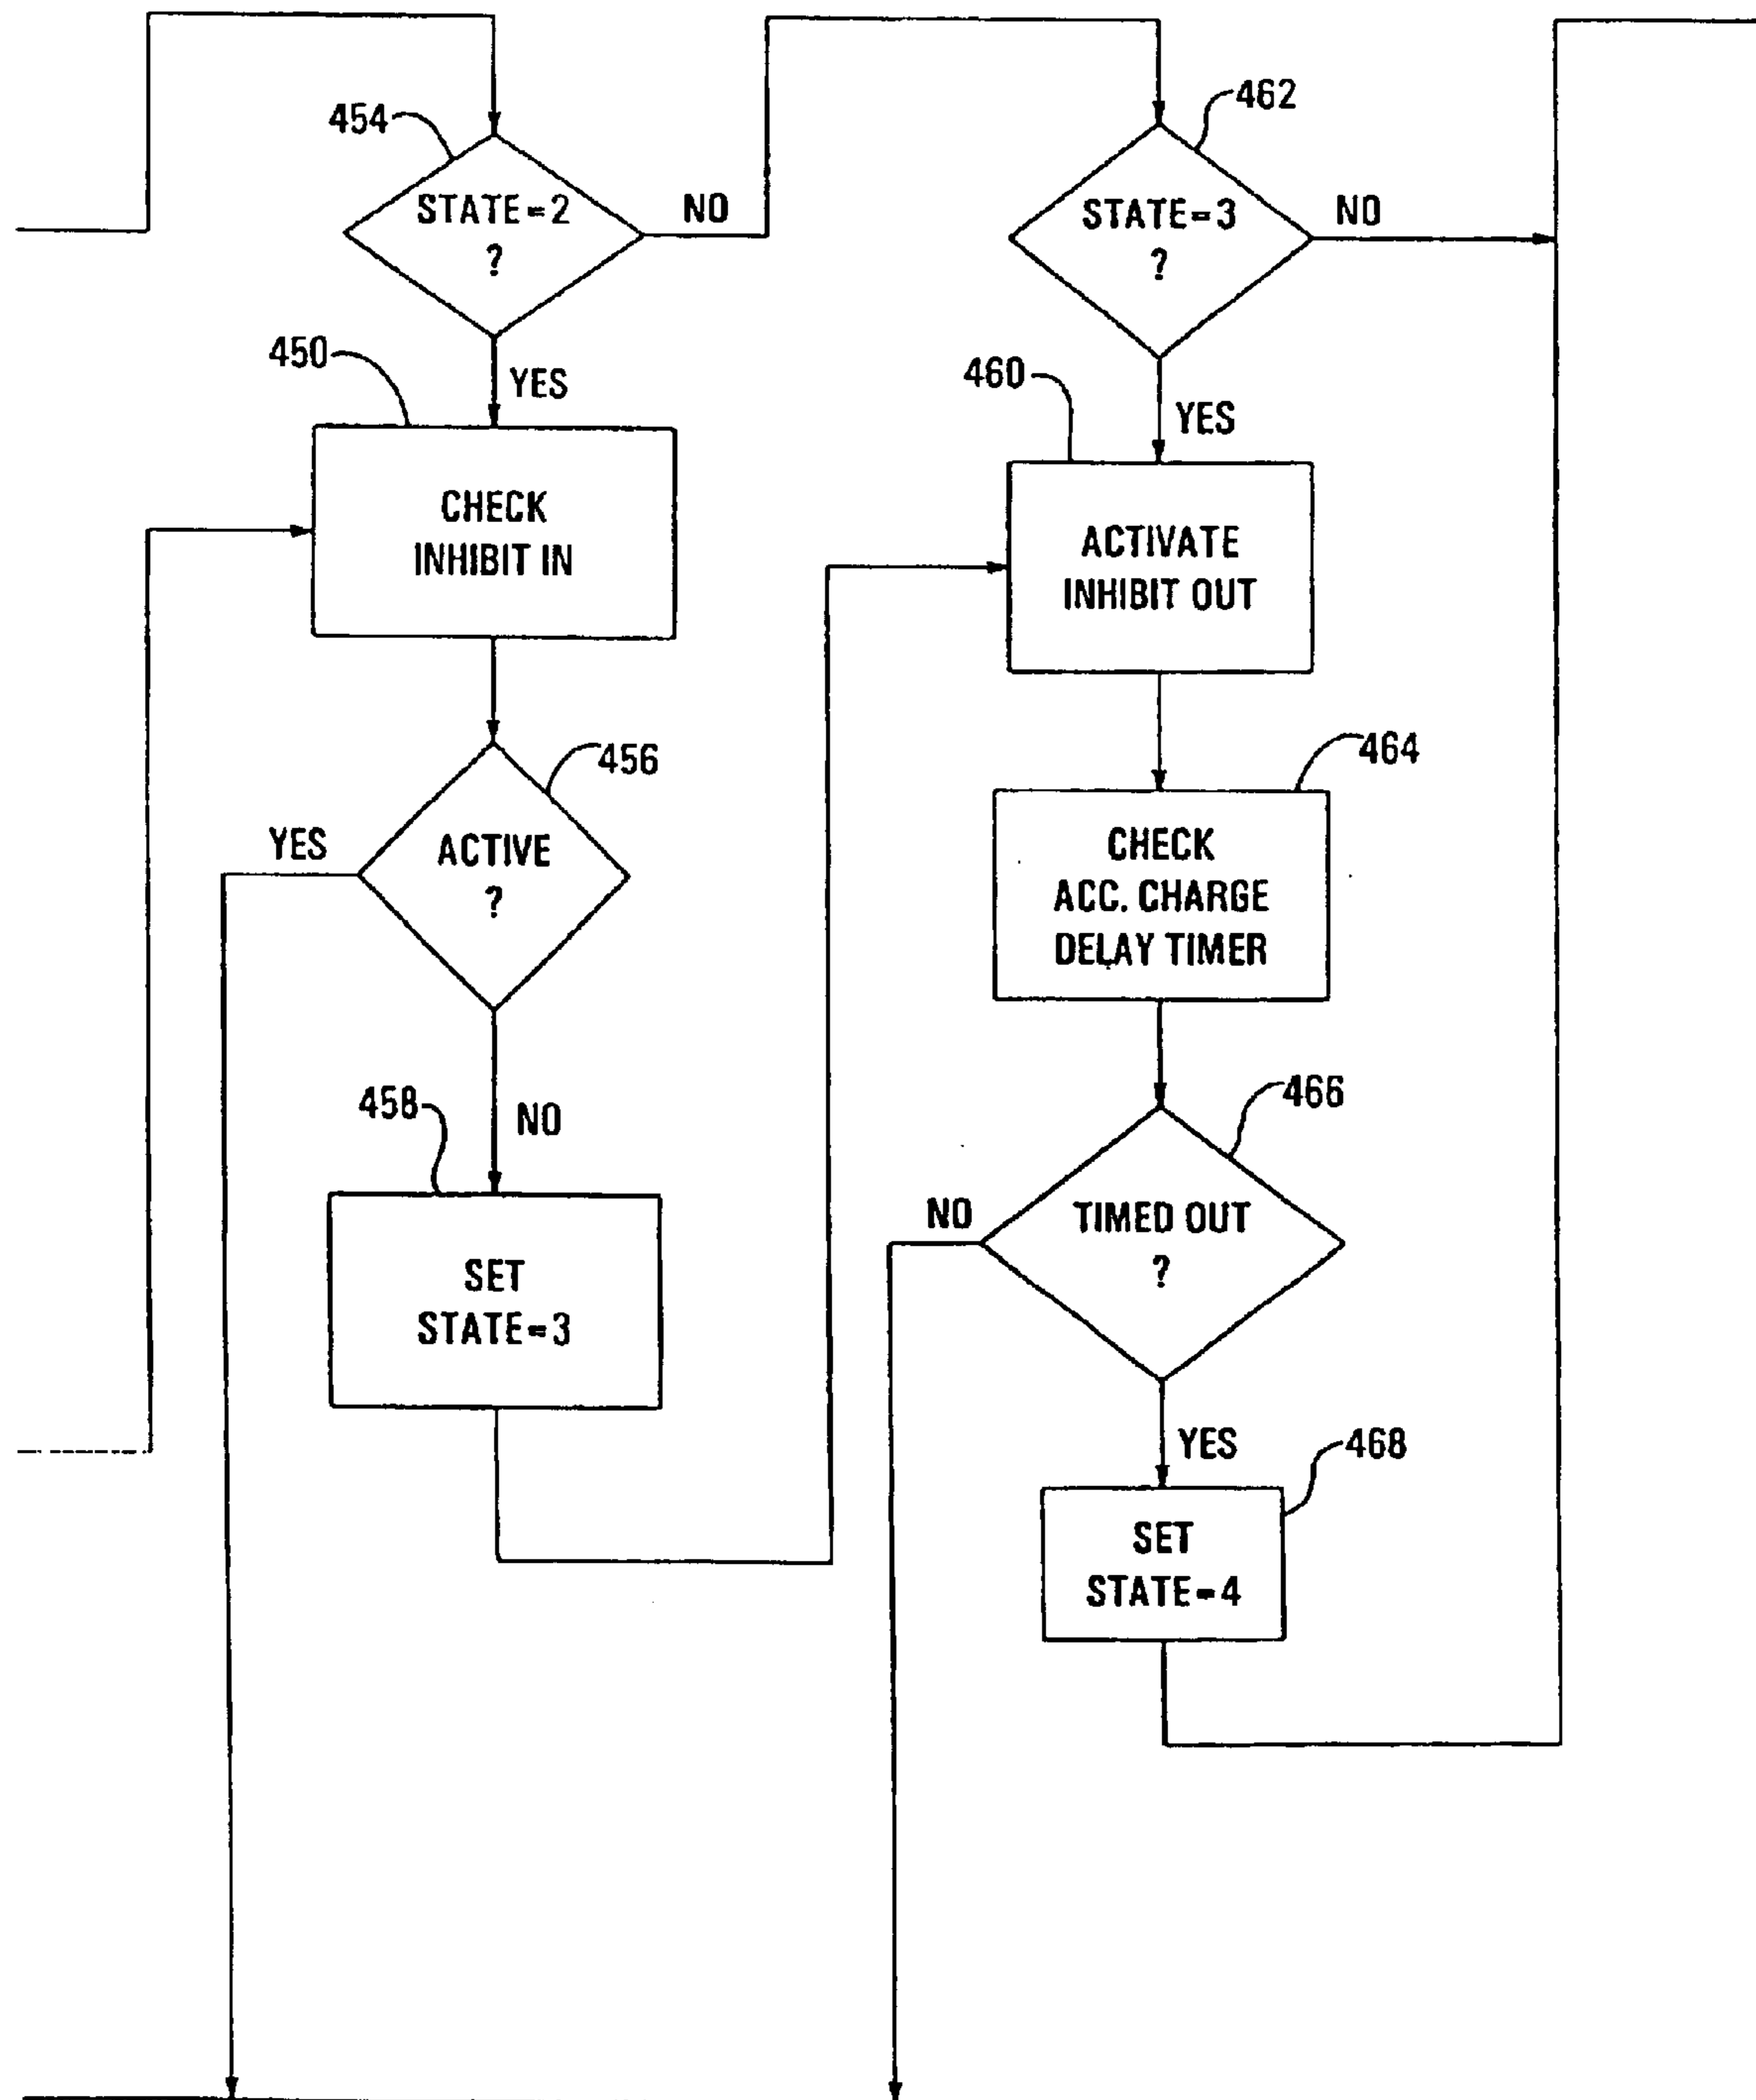 454
STATE=2
?
NO
450
YES
CHECK
INHIBIT IN
456
YES
ACTIVE
?
458
NO
SET
STATE=3
462
STATE=3
?
NO
460
YES
ACTIVATE
INHIBIT OUT
464
CHECK
ACC. CHARGE
DELAY TIMER
466
NO
TIMED OUT
?
YES
468
SET
STATE=4